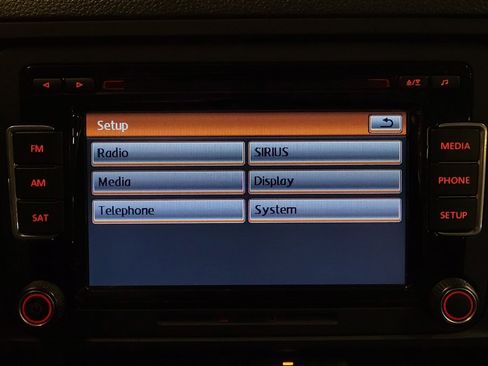 Setup
Radio
SIRIUS
Media
Display
Telephone
System
FM
AM
SAT
MEDIA
PHONE
SETUP